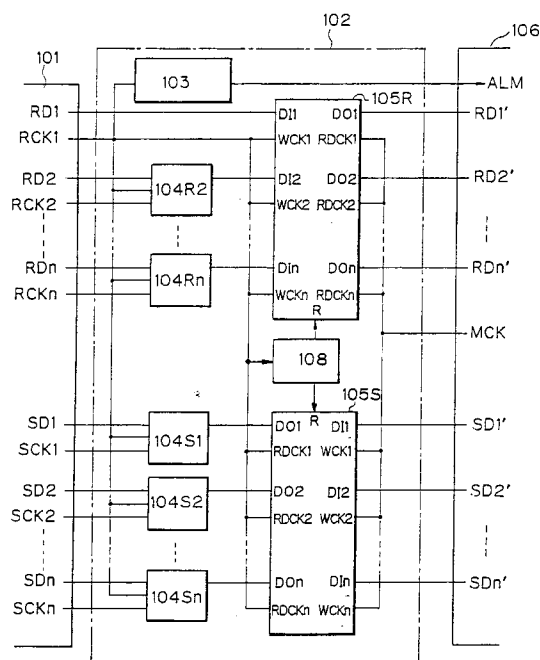 102
106
101
103
ALM
105R
RD1 DI1 DO1 RD1'
RCK1 WCK1 RDCK1
RD2 104R2 DI2 DO2 RD2'
RCK2 WCK2 RDCK2
RDn 104Rn DIn DOn RDn'
RCKn WCKn RDCKn
R
MCK
108
105S
R
SD1 104S1 DO1 DI1 SD1'
SCK1 RDCK1 WCK1
SD2 104S2 DO2 DI2 SD2'
SCK2 RDCK2 WCK2
SDn 104Sn DOn DIn SDn'
SCKn RDCKn WCKn